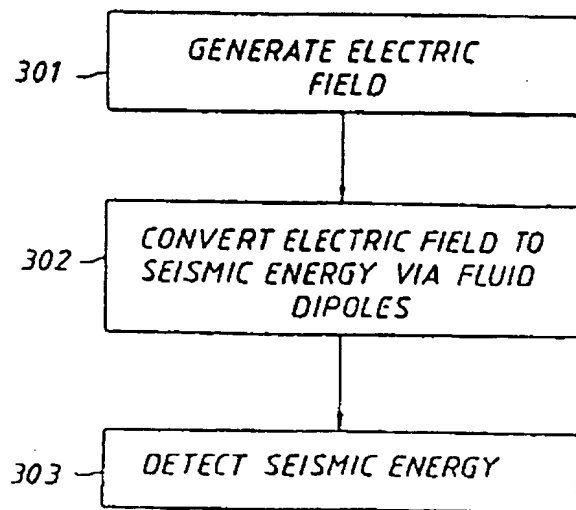 301
GENERATE ELECTRIC
FIELD
302
CONVERT ELECTRIC FIELD TO
SEISMIC ENERGY VIA FLUID
DIPOLES
303
DETECT SEISMIC ENERGY